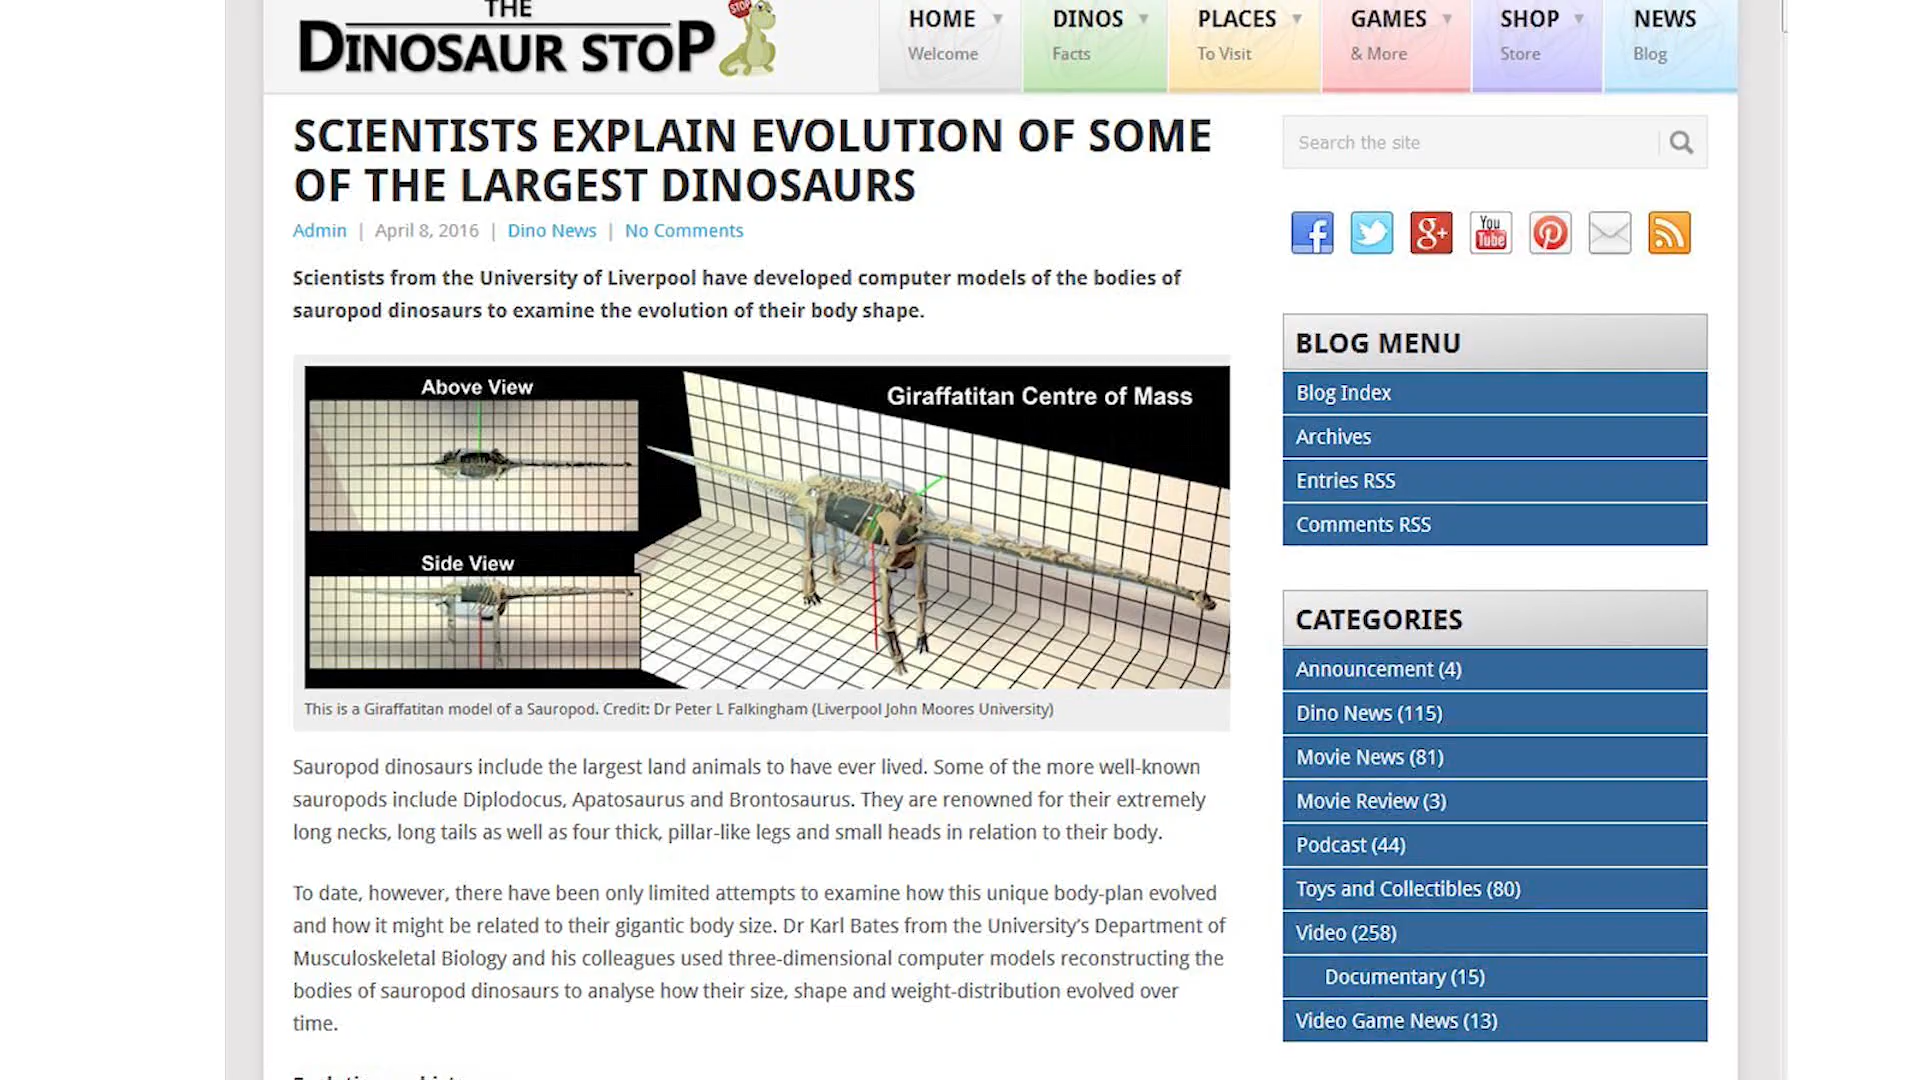 THE
DINOSAUR STOP
STOP
HOME
Welcome
DINOS
Facts
PLACES
To Visit
GAMES
& More
SHOP
Store
NEWS
Blog
SCIENTISTS EXPLAIN EVOLUTION OF SOME
OF THE LARGEST DINOSAURS
Admin | April 8, 2016 | Dino News | No Comments
Scientists from the University of Liverpool have developed computer models of the bodies of
sauropod dinosaurs to examine the evolution of their body shape.
Above View
Giraffatitan Centre of Mass
Side View
This is a Giraffatitan model of a Sauropod. Credit: Dr Peter L Falkingham (Liverpool John Moores University)
Sauropod dinosaurs include the largest land animals to have ever lived. Some of the more well-known
sauropods include Diplodocus, Apatosaurus and Brontosaurus. They are renowned for their extremely
long necks, long tails as well as four thick, pillar-like legs and small heads in relation to their body.
To date, however, there have been only limited attempts to examine how this unique body-plan evolved
and how it might be related to their gigantic body size. Dr Karl Bates from the University’s Department of
Musculoskeletal Biology and his colleagues used three-dimensional computer models reconstructing the
bodies of sauropod dinosaurs to analyse how their size, shape and weight-distribution evolved over
time.
Search the site
f
g+
You
Tube
BLOG MENU
Blog Index
Archives
Entries RSS
Comments RSS
CATEGORIES
Announcement (4)
Dino News (115)
Movie News (81)
Movie Review (3)
Podcast (44)
Toys and Collectibles (80)
Video (258)
Documentary (15)
Video Game News (13)